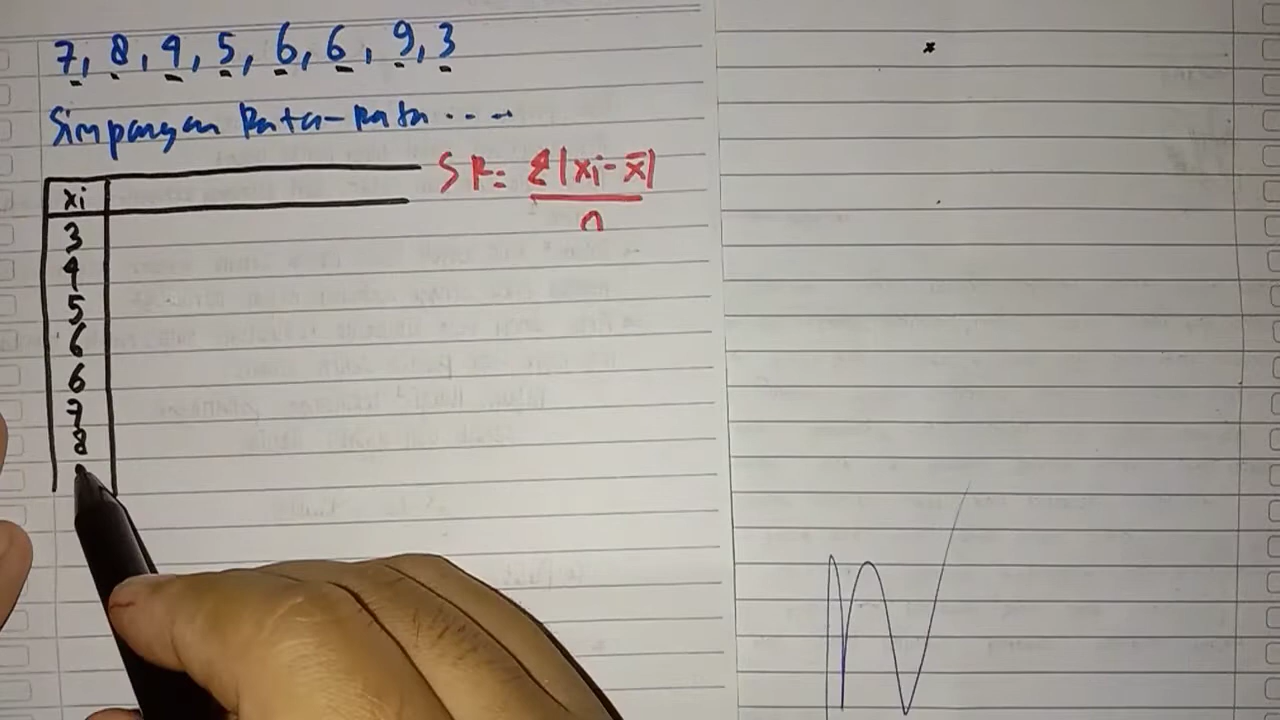 7, 8, 4, 5, 6, 6, 9, 3
Simpangan Rata-Rata ....
SR = Σ|xi - x̄|
n
xi
3
4
5
6
6
7
8